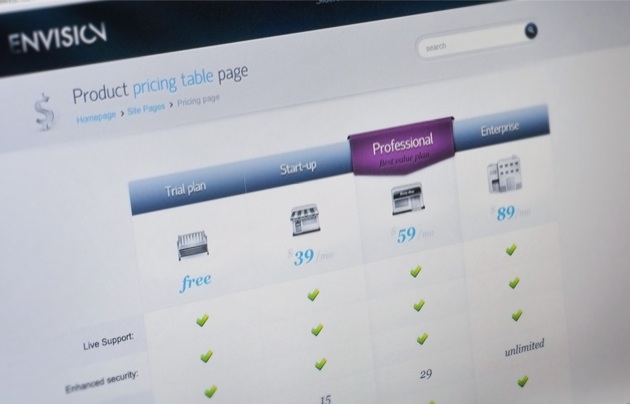 ENVISION
search
Product pricing table page
Homepage > Site Pages > Pricing page
Trial plan
Start-up
Professional
Best value plan
Enterprise
free
$39/mo
$59/mo
$89/mo
Live Support:
Enhanced security:
15
29
unlimited